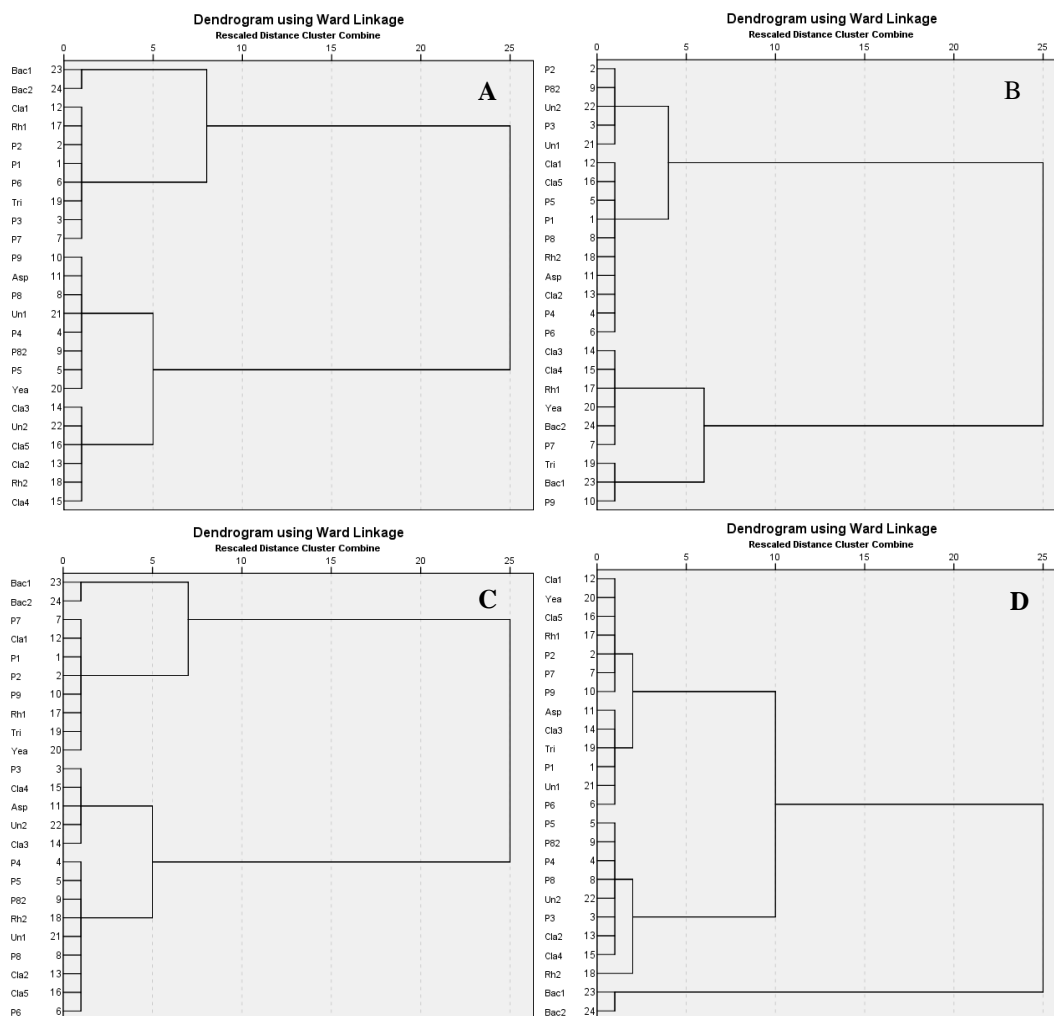 Dendrogram using Ward Linkage
Rescaled Distance Cluster Combine
0 5 10 15 20 25
A
Bac1 23
Bac2 24
Cla1 12
Rh1 17
P2 2
P1 1
P6 6
Tri 19
P3 3
P7 7
P9 10
Asp 11
P8 8
Un1 21
P4 4
P82 9
P5 5
Yea 20
Cla3 14
Un2 22
Cla5 16
Cla2 13
Rh2 18
Cla4 15
Dendrogram using Ward Linkage
Rescaled Distance Cluster Combine
0 5 10 15 20 25
B
P2 2
P82 9
Un2 22
P3 3
Un1 21
Cla1 12
Cla5 16
P5 5
P1 1
P8 8
Rh2 18
Asp 11
Cla2 13
P4 4
P6 6
Cla3 14
Cla4 15
Rh1 17
Yea 20
Bac2 24
P7 7
Tri 19
Bac1 23
P9 10
Dendrogram using Ward Linkage
Rescaled Distance Cluster Combine
0 5 10 15 20 25
C
Bac1 23
Bac2 24
P7 7
Cla1 12
P1 1
P2 2
P9 10
Rh1 17
Tri 19
Yea 20
P3 3
Cla4 15
Asp 11
Un2 22
Cla3 14
P4 4
P5 5
P82 9
Rh2 18
Un1 21
P8 8
Cla2 13
Cla5 16
P6 6
Dendrogram using Ward Linkage
Rescaled Distance Cluster Combine
0 5 10 15 20 25
D
Cla1 12
Yea 20
Cla5 16
Rh1 17
P2 2
P7 7
P9 10
Asp 11
Cla3 14
Tri 19
P1 1
Un1 21
P6 6
P5 5
P82 9
P4 4
P8 8
Un2 22
P3 3
Cla2 13
Cla4 15
Rh2 18
Bac1 23
Bac2 24